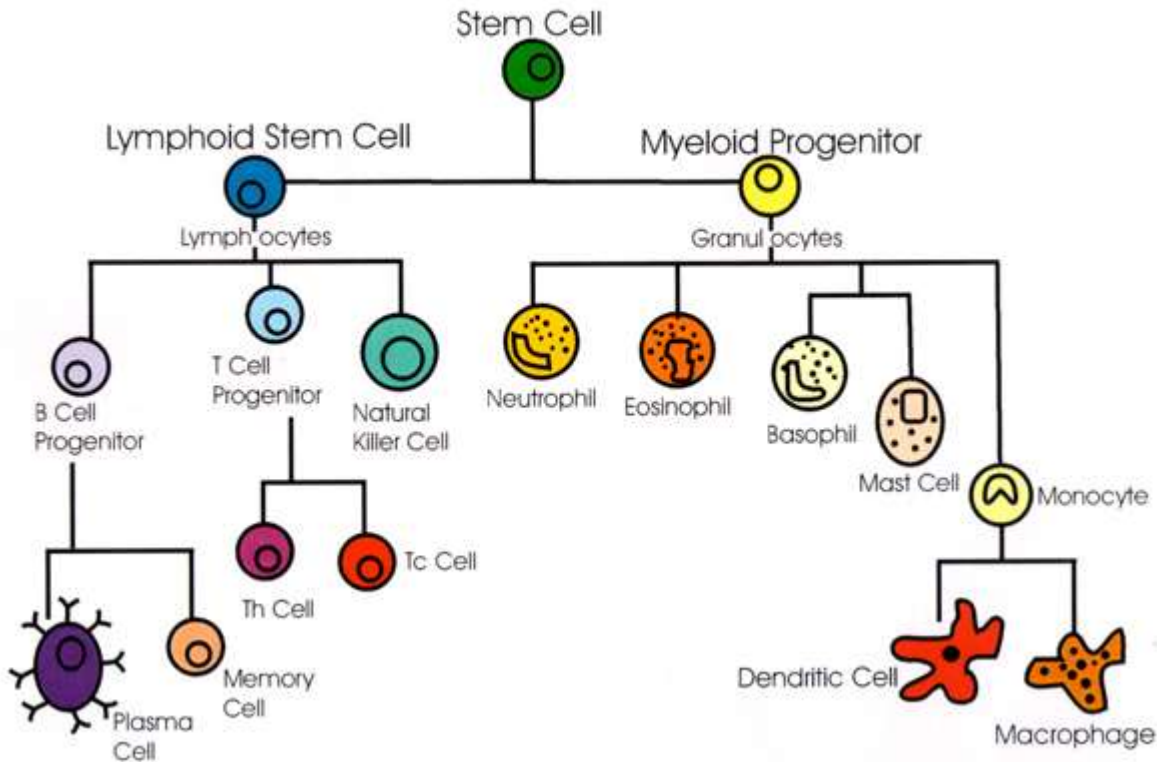 Stem Cell
Lymphoid Stem Cell
Myeloid Progenitor
Lymph ocytes
Granul ocytes
B Cell
Progenitor
T Cell
Progenitor
Natural
Killer Cell
Neutrophil
Eosinophil
Basophil
Mast Cell
Monocyte
Th Cell
Tc Cell
Plasma
Cell
Memory
Cell
Dendritic Cell
Macrophage